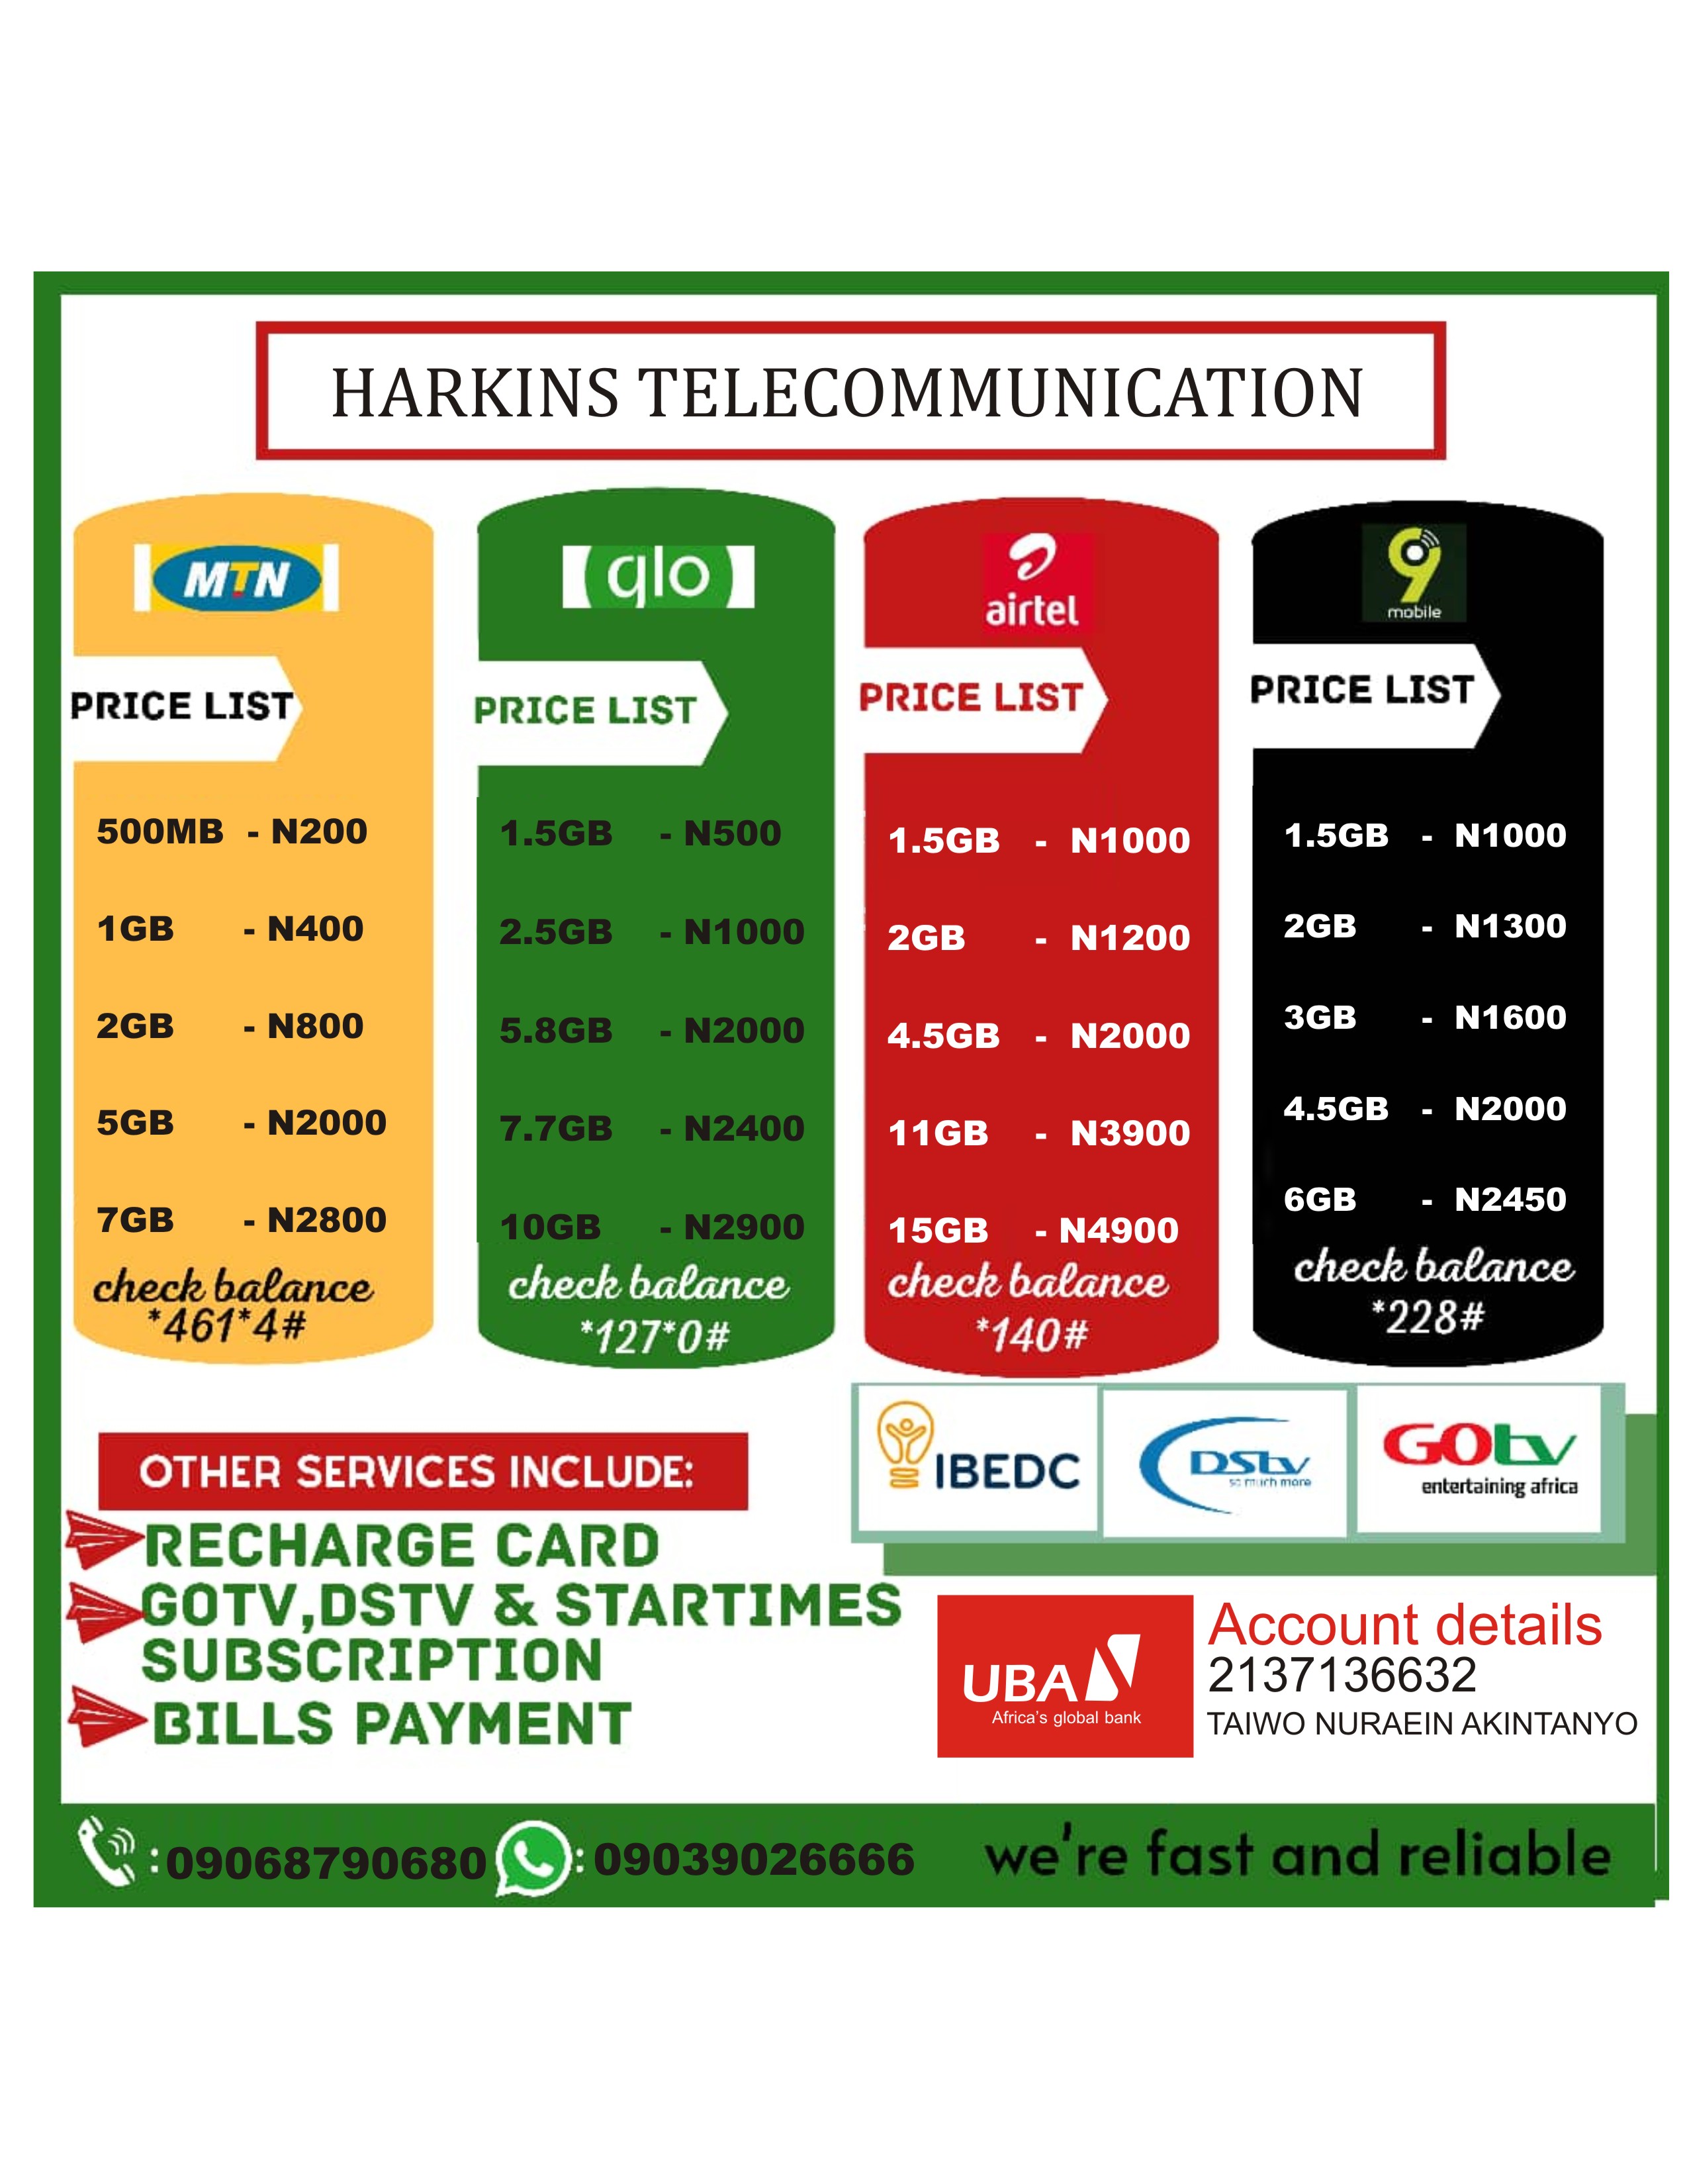 HARKINS TELECOMMUNICATION
MTN
PRICE LIST
500MB - N200
1GB - N400
2GB - N800
5GB - N2000
7GB - N2800
check balance
*461*4#
glo
PRICE LIST
1.5GB - N500
2.5GB - N1000
5.8GB - N2000
7.7GB - N2400
10GB - N2900
check balance
*127*0#
airtel
PRICE LIST
1.5GB - N1000
2GB - N1200
4.5GB - N2000
11GB - N3900
15GB - N4900
check balance
*140#
9
mobile
PRICE LIST
1.5GB - N1000
2GB - N1300
3GB - N1600
4.5GB - N2000
6GB - N2450
check balance
*228#
OTHER SERVICES INCLUDE:
RECHARGE CARD
GOTV,DSTV & STARTIMES
SUBSCRIPTION
BILLS PAYMENT
IBEDC
DStv
so much more
GOtv
entertaining africa
UBA
Africa's global bank
Account details
2137136632
TAIWO NURAEIN AKINTANYO
:09068790680
: 09039026666
we're fast and reliable